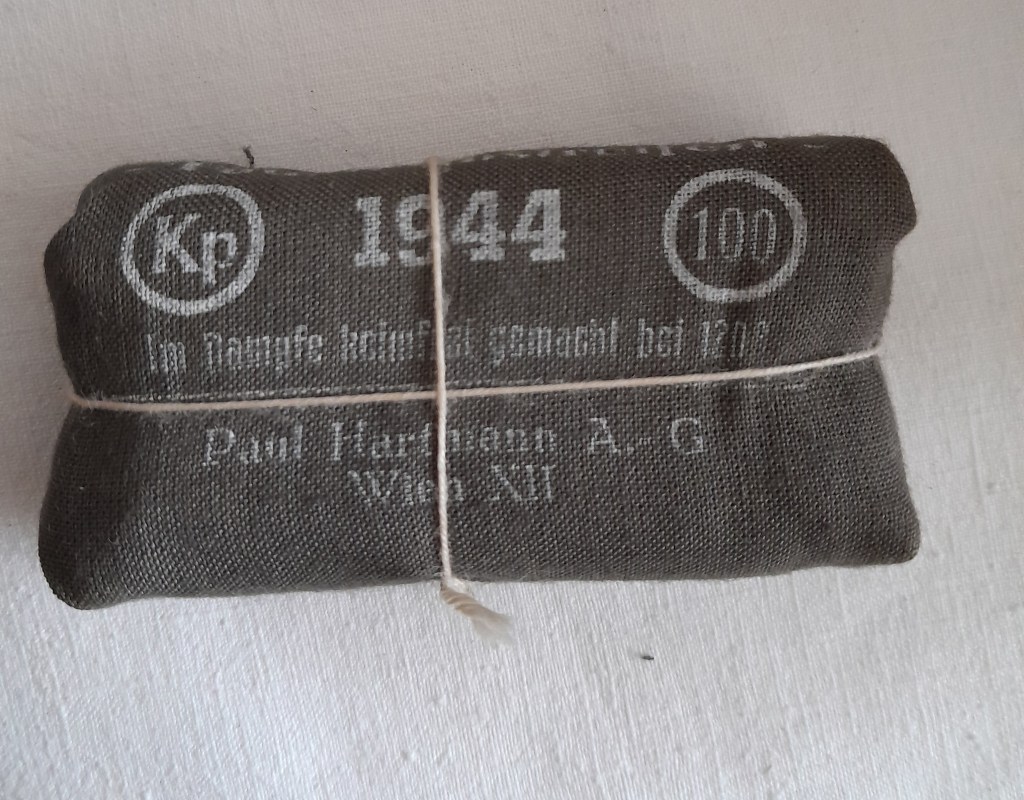 Kp 1944 100
Im Dampfe keimfrei gemacht bei 120°
Paul Hartmann A.-G
Wien XII